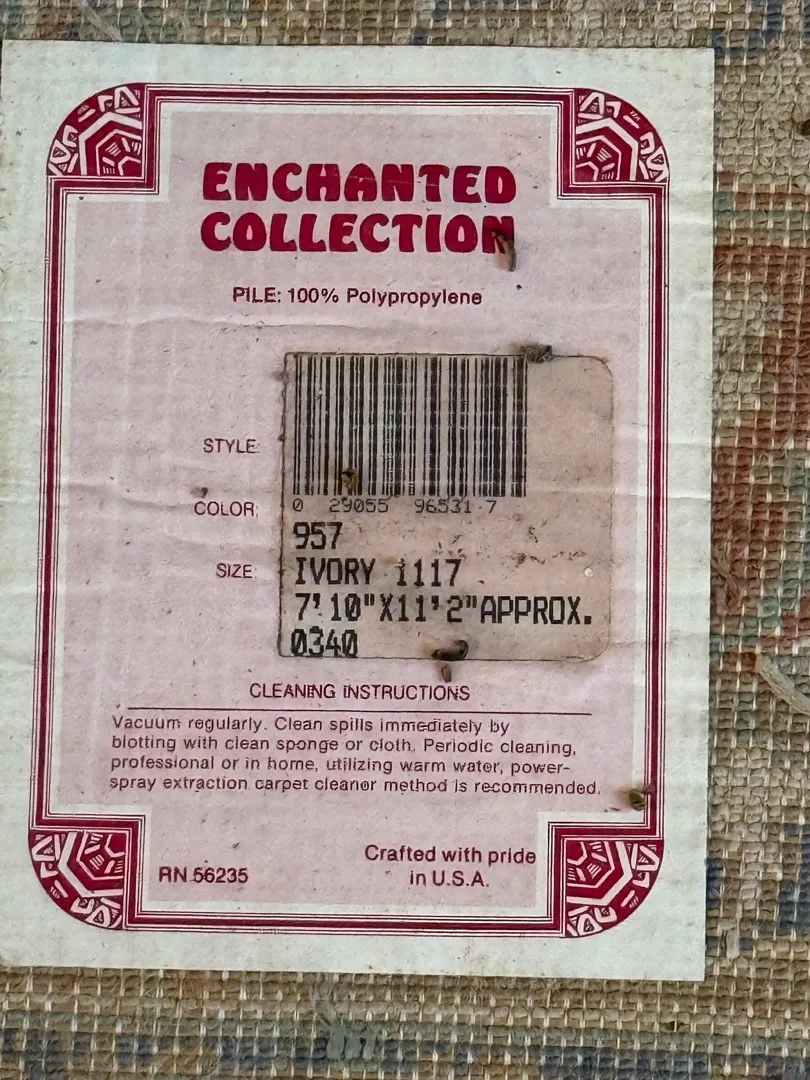 ENCHANTED
COLLECTION
PILE: 100% Polypropylene
STYLE:
COLOR:
SIZE:
0 29055 96531 7
957
IVORY 1117
7'10"X11'2"APPROX.
0340
CLEANING INSTRUCTIONS
Vacuum regularly. Clean spills immediately by
blotting with clean sponge or cloth. Periodic cleaning,
professional or in home, utilizing warm water, power-
spray extraction carpet cleaner method is recommended.
RN 56235
Crafted with pride
in U.S.A.